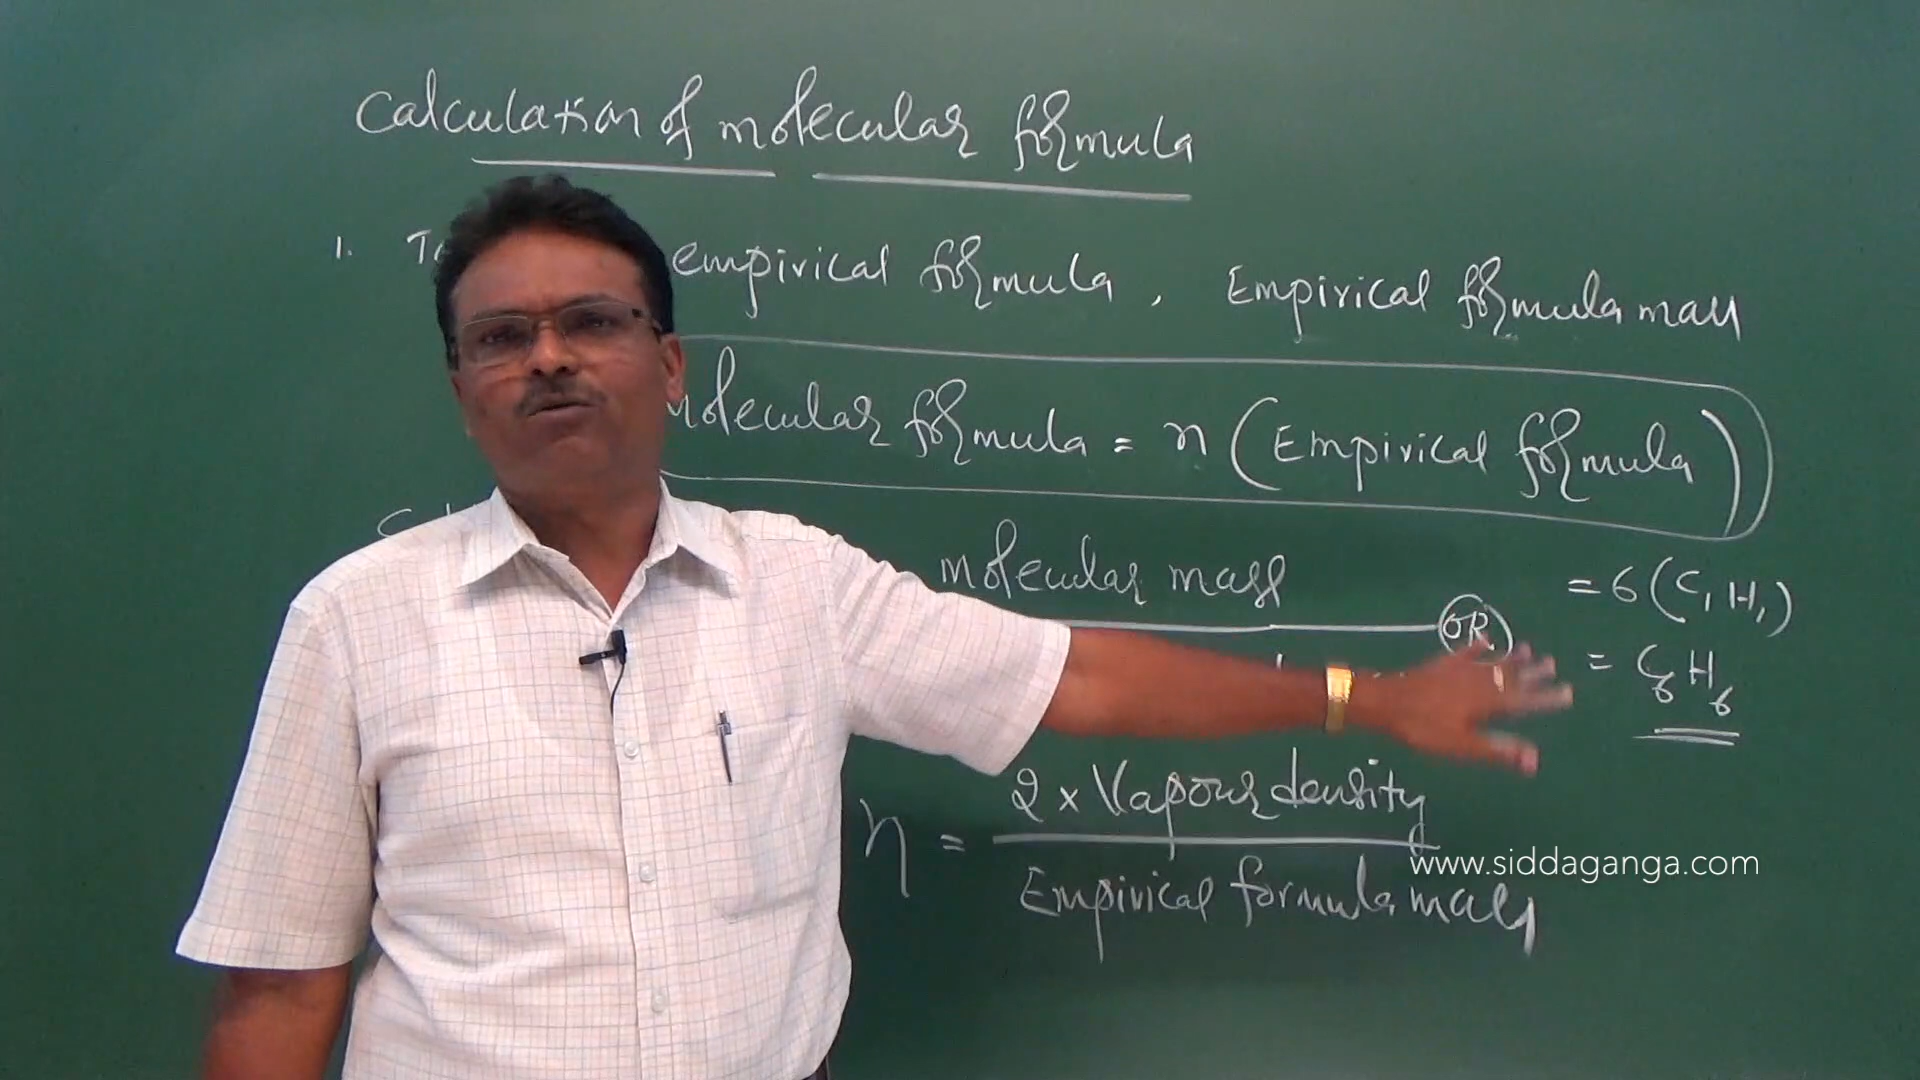 Calculation of molecular formula
1. empirical formula, Empirical formula mass
molecular formula = n (Empirical formula)
molecular mass
OR
= 6 (C₁ H₁)
= C₆ H₆
n = 2 x Vapour density
Empirical formula mass
www.siddaganga.com